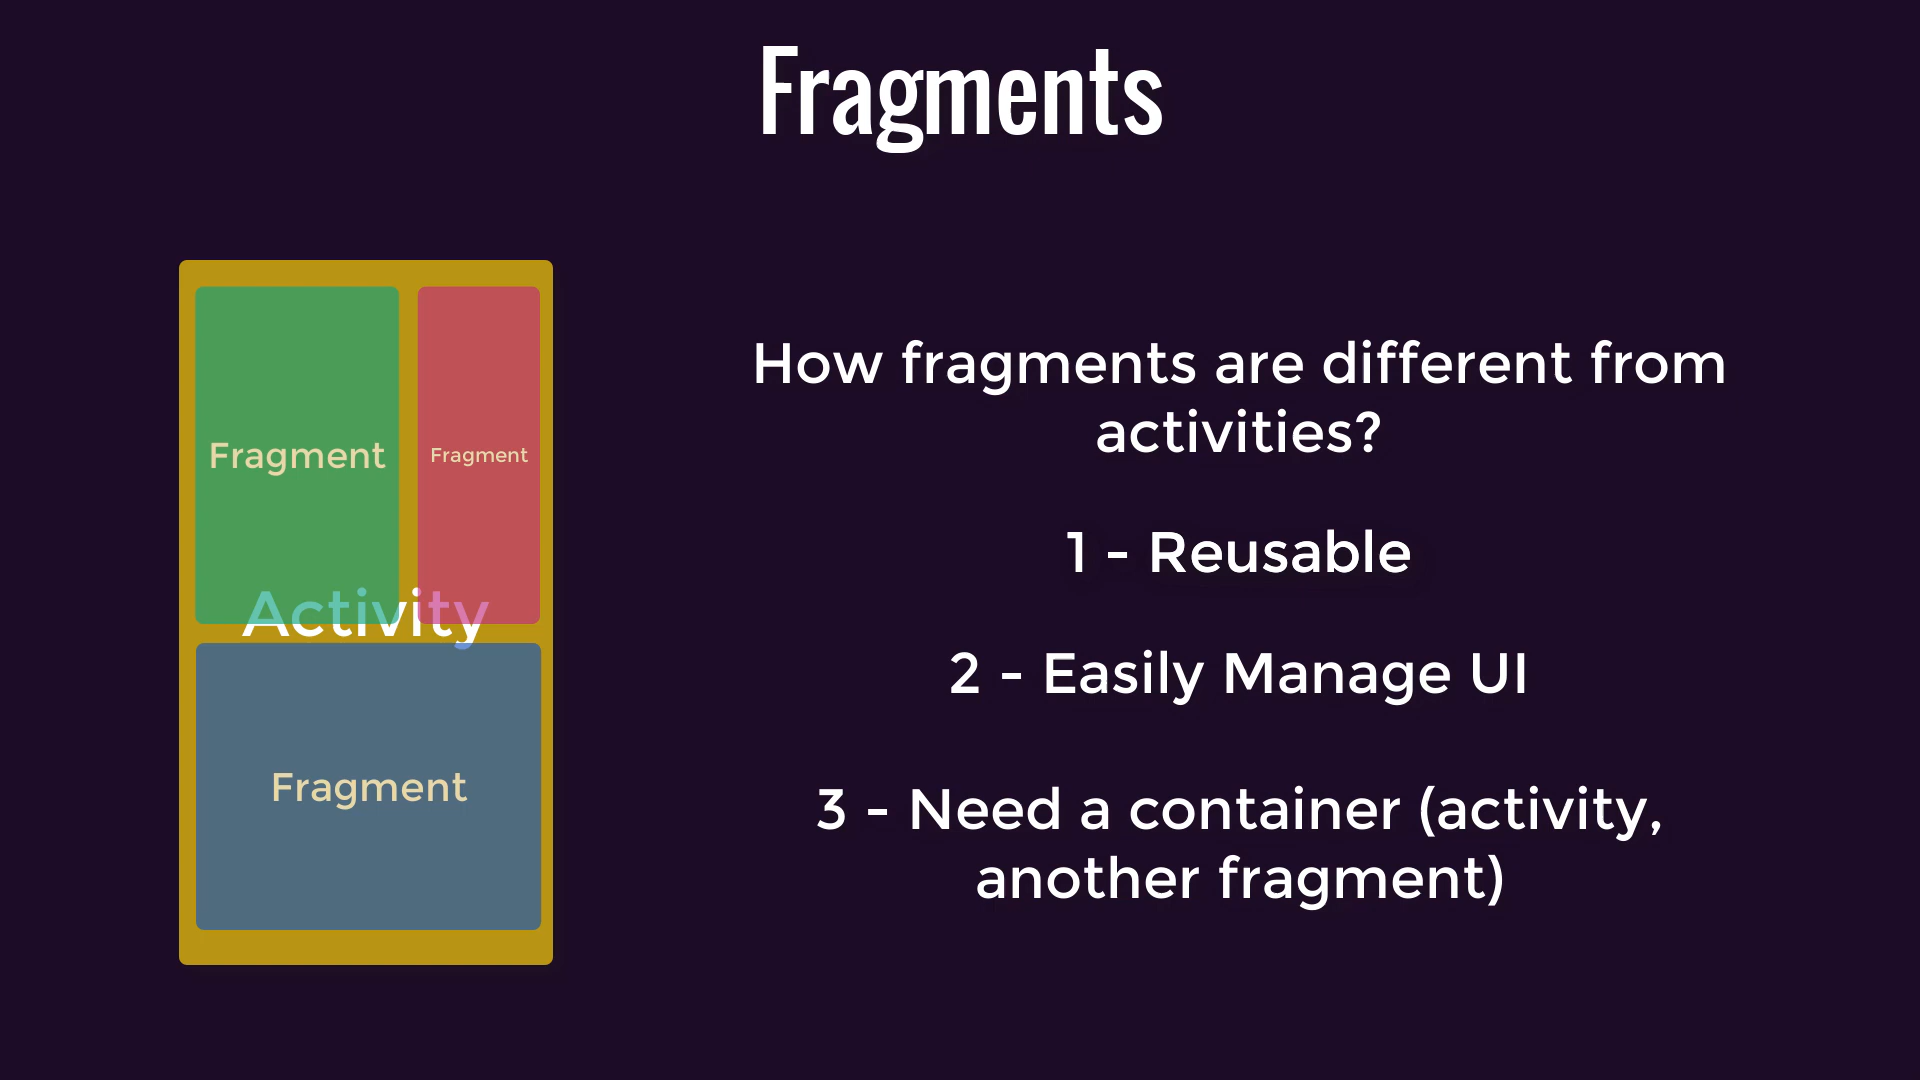 Fragments
Fragment
Fragment
Activity
Fragment
How fragments are different from
activities?
1 - Reusable
2 - Easily Manage UI
3 - Need a container (activity,
another fragment)